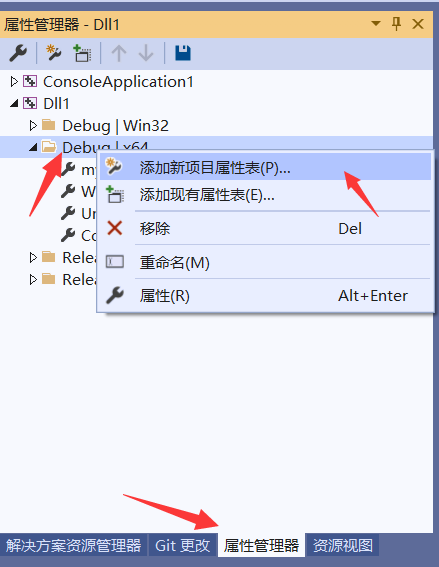 属性管理器 - Dll1
ConsoleApplication1
Dll1
Debug | Win32
Debug | x64
添加新项目属性表(P)...
添加现有属性表(E)...
移除 Del
重命名(M)
属性(R) Alt+Enter
my
W
Un
Co
Relea
Relea
解决方案资源管理器 Git 更改 属性管理器 资源视图